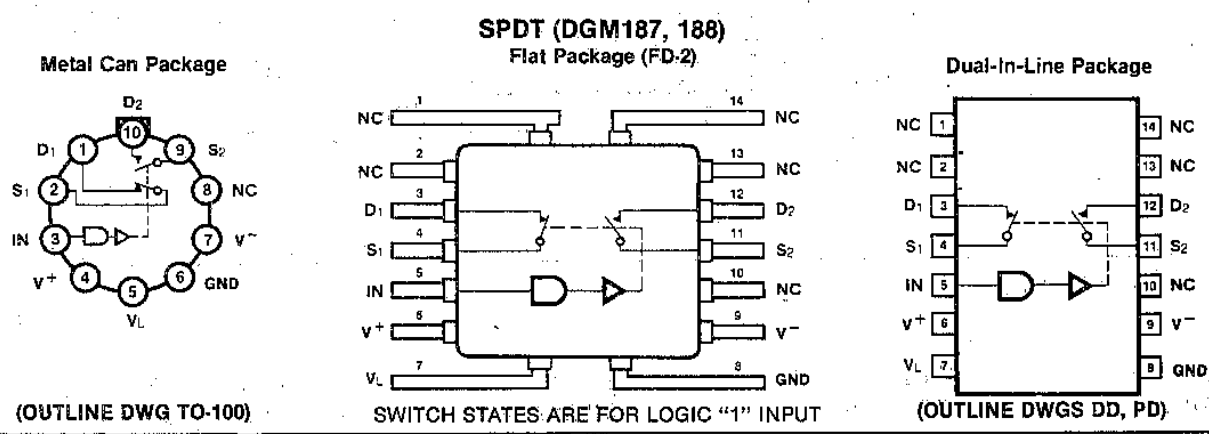 SPDT (DGM187, 188)
Metal Can Package
D2
10
D1 1
9 S2
S1 2
8 NC
IN 3
7 V−
V+ 4
6 GND
5
VL
(OUTLINE DWG TO-100)
Flat Package (FD-2)
1
NC
14
NC
2
NC
13
NC
3
D1
12
D2
4
S1
11
S2
5
IN
10
NC
6
V+
9
V−
7
VL
8
GND
SWITCH STATES ARE FOR LOGIC "1" INPUT
Dual-In-Line Package
NC 1
14 NC
NC 2
13 NC
D1 3
12 D2
S1 4
11 S2
IN 5
10 NC
V+ 6
9 V−
VL 7
8 GND
(OUTLINE DWGS DD, PD)